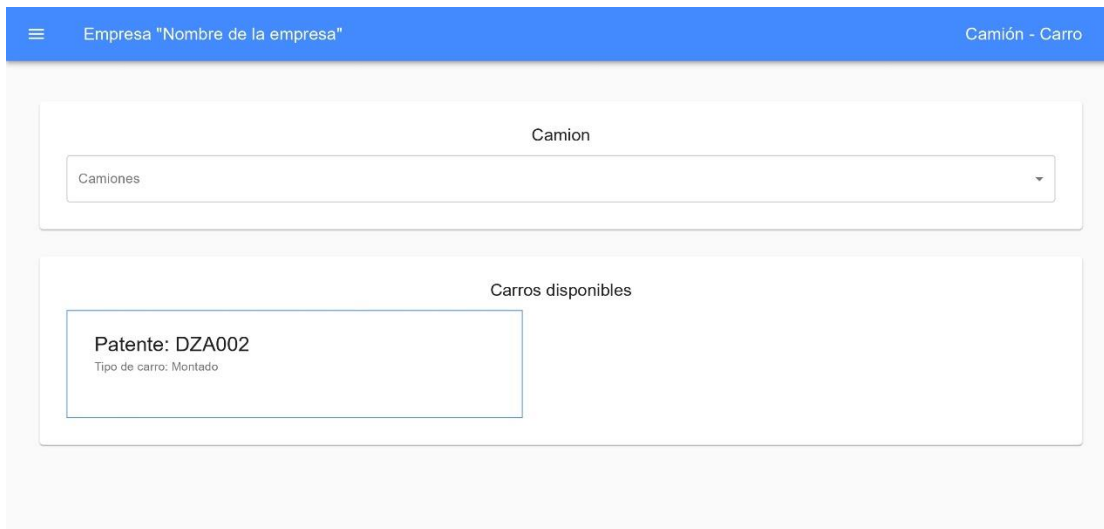 Empresa "Nombre de la empresa"
Camión - Carro
Camion
Camiones
Carros disponibles
Patente: DZA002
Tipo de carro: Montado